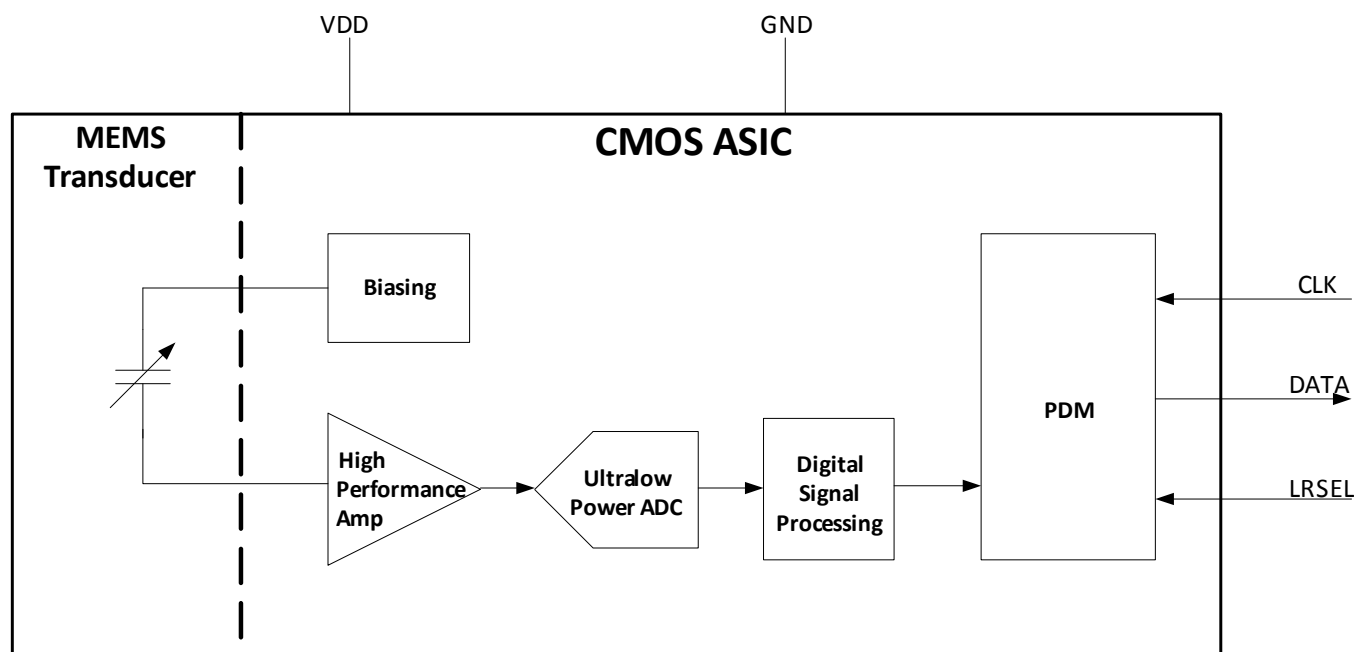 VDD
GND
MEMS
Transducer
CMOS ASIC
Biasing
CLK
DATA
PDM
LRSEL
High
Performance
Amp
Ultralow
Power ADC
Digital
Signal
Processing